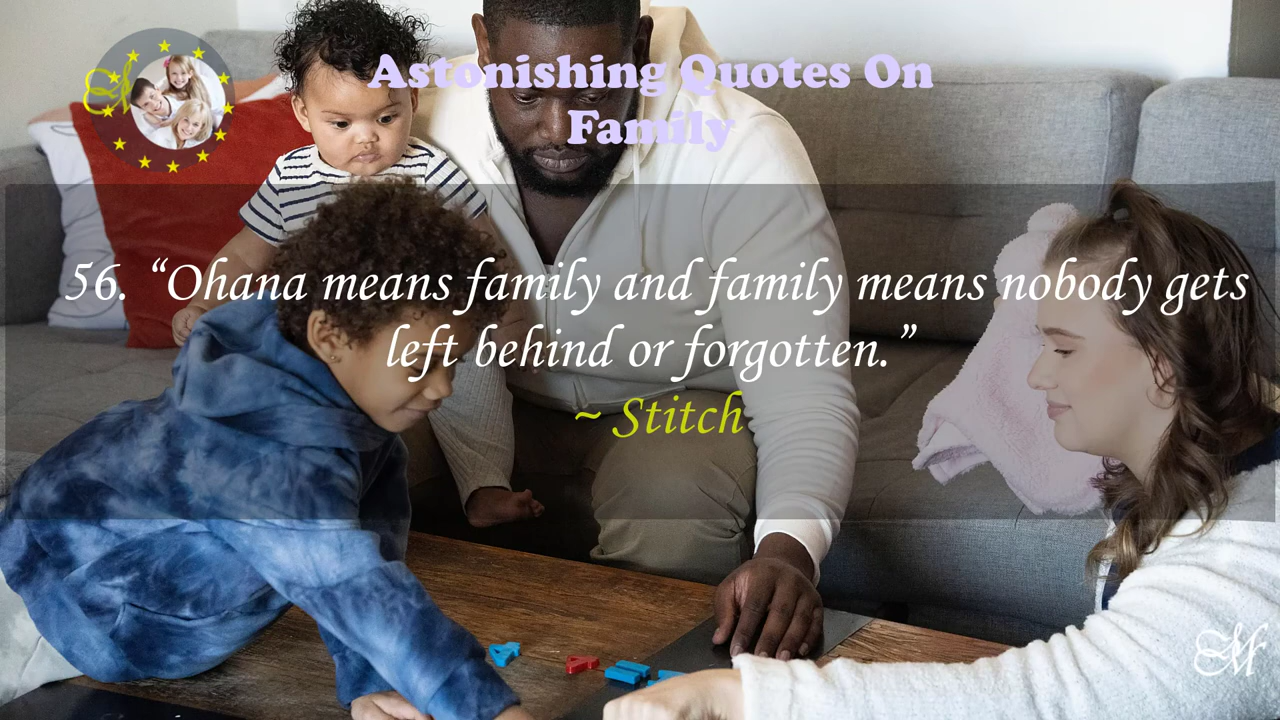 Astonishing Quotes On
Family
56. “Ohana means family and family means nobody gets
left behind or forgotten.”
~ Stitch
M